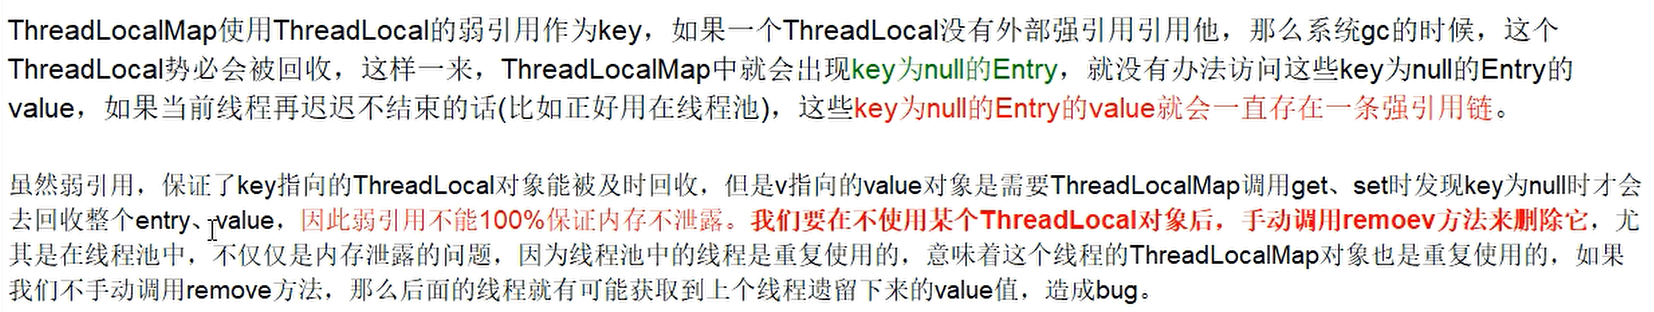 ThreadLocalMap使用ThreadLocal的弱引用作为key，如果一个ThreadLocal没有外部强引用引用他，那么系统gc的时候，这个
ThreadLocal势必会被回收，这样一来，ThreadLocalMap中就会出现key为null的Entry，就没有办法访问这些key为null的Entry的
value，如果当前线程再迟迟不结束的话(比如正好用在线程池)，这些key为null的Entry的value就会一直存在一条强引用链。
虽然弱引用，保证了key指向的ThreadLocal对象能被及时回收，但是v指向的value对象是需要ThreadLocalMap调用get、set时发现key为null时才会
去回收整个entry、value，因此弱引用不能100%保证内存不泄露。我们要在不使用某个ThreadLocal对象后，手动调用remoev方法来删除它，尤
其是在线程池中，不仅仅是内存泄露的问题，因为线程池中的线程是重复使用的，意味着这个线程的ThreadLocalMap对象也是重复使用的，如果
我们不手动调用remove方法，那么后面的线程就有可能获取到上个线程遗留下来的value值，造成bug。